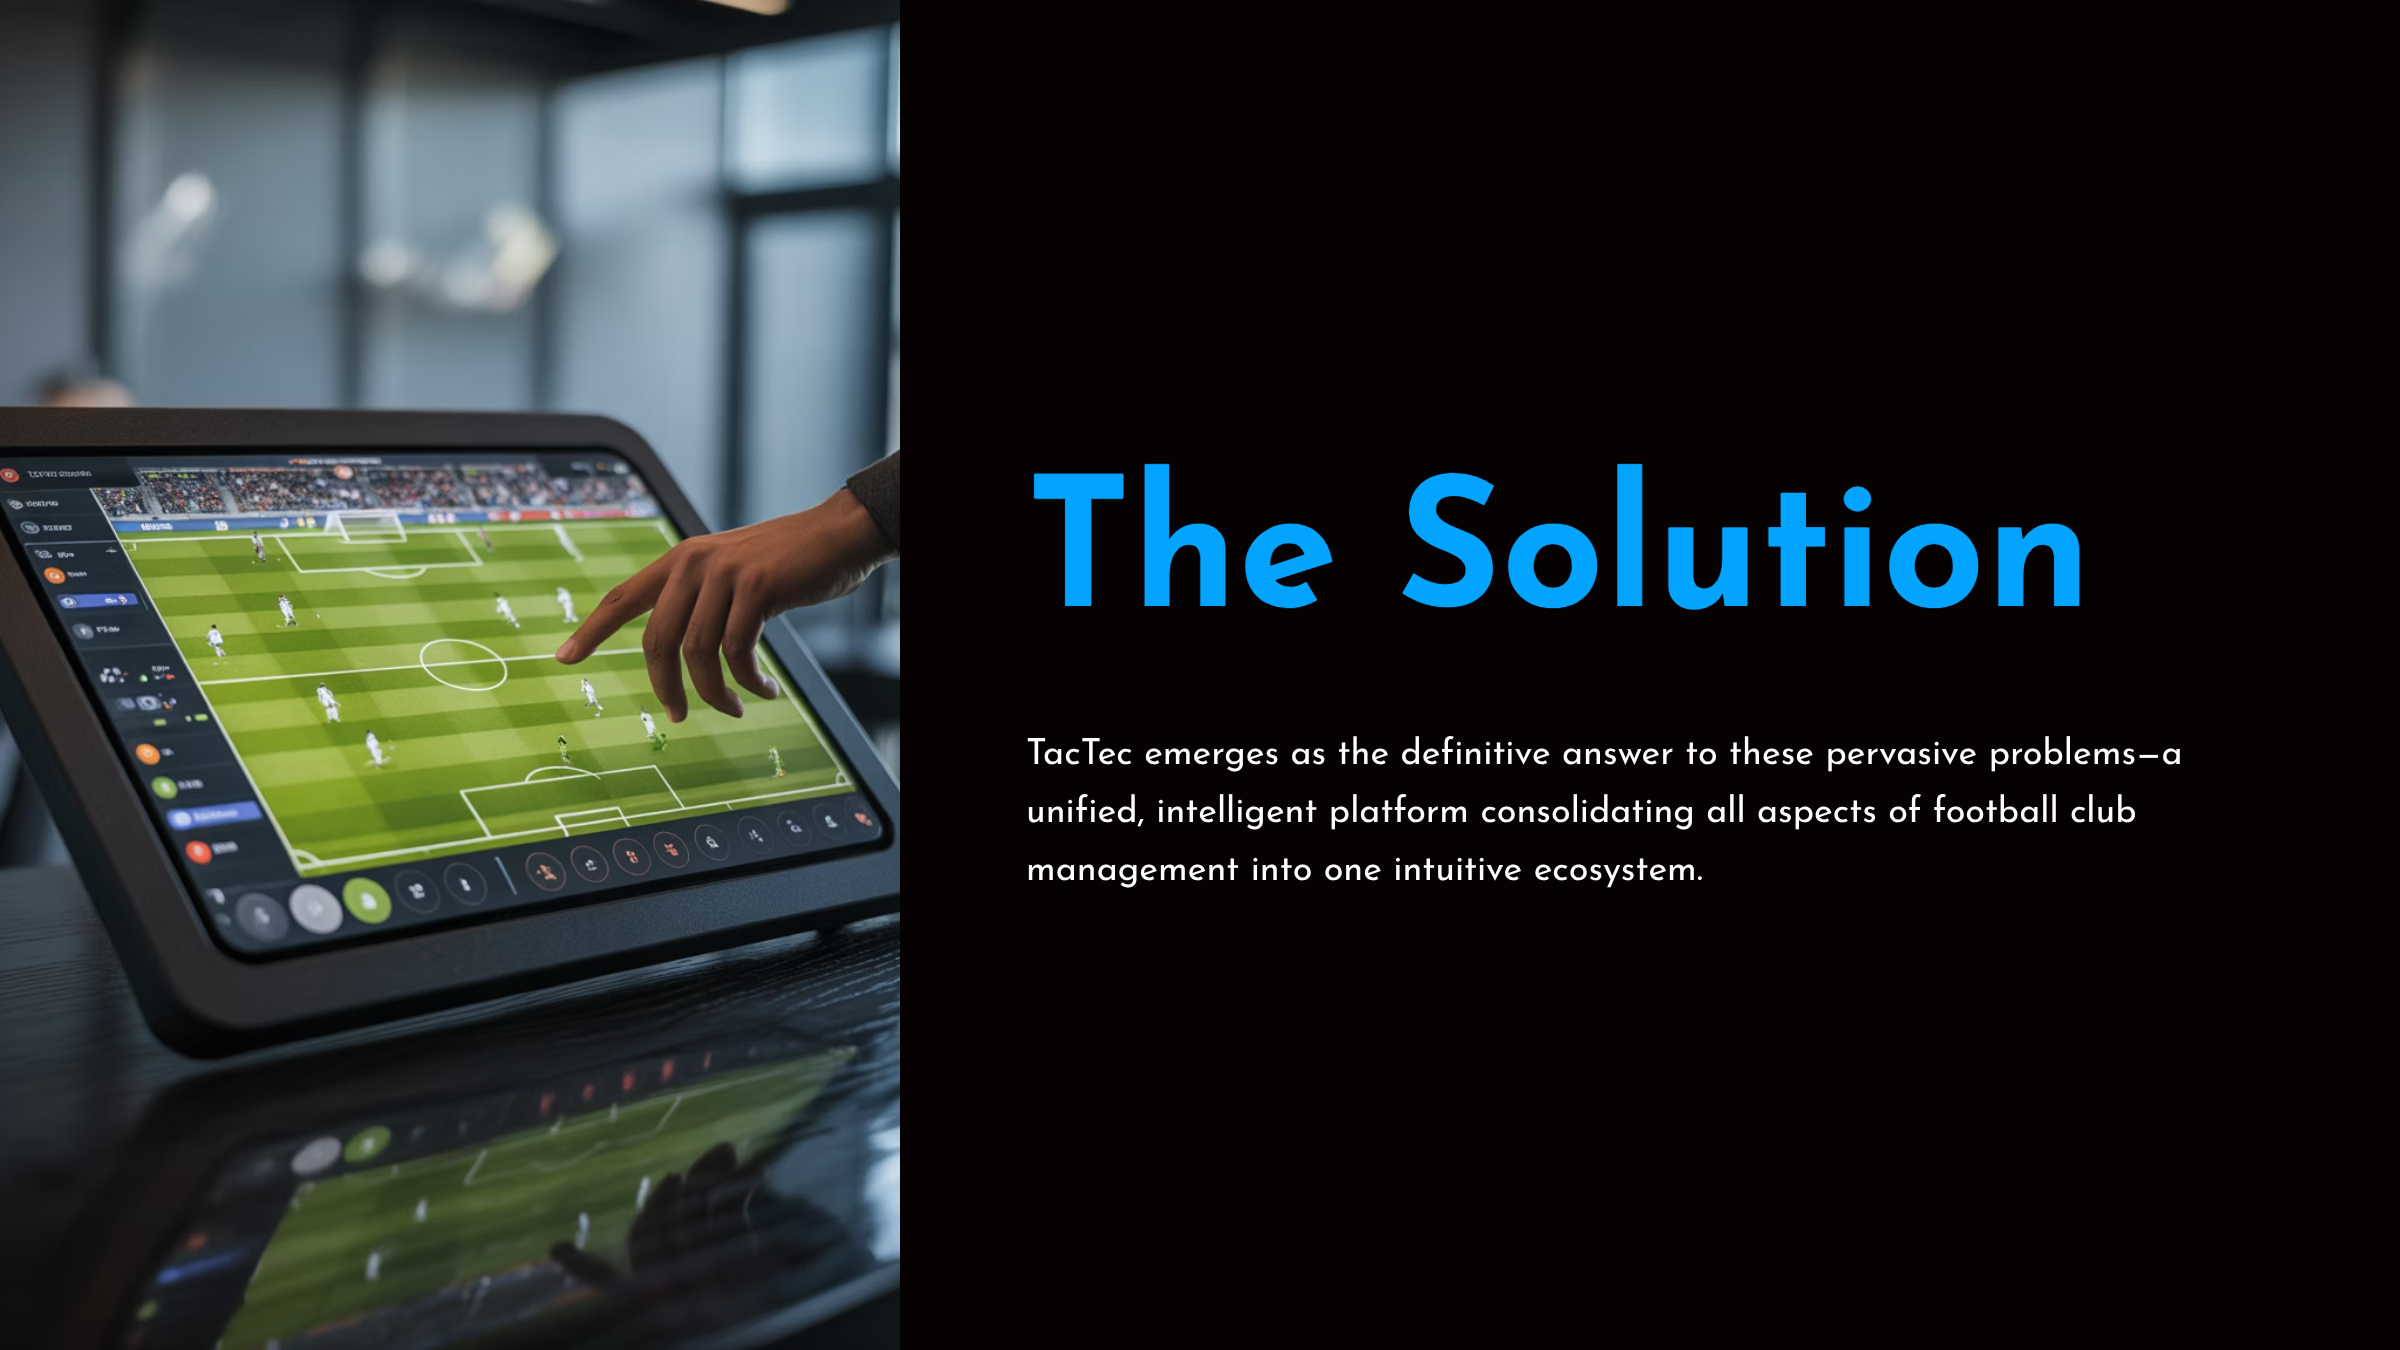 The Solution
TacTec emerges as the definitive answer to these pervasive problems—a
unified, intelligent platform consolidating all aspects of football club
management into one intuitive ecosystem.